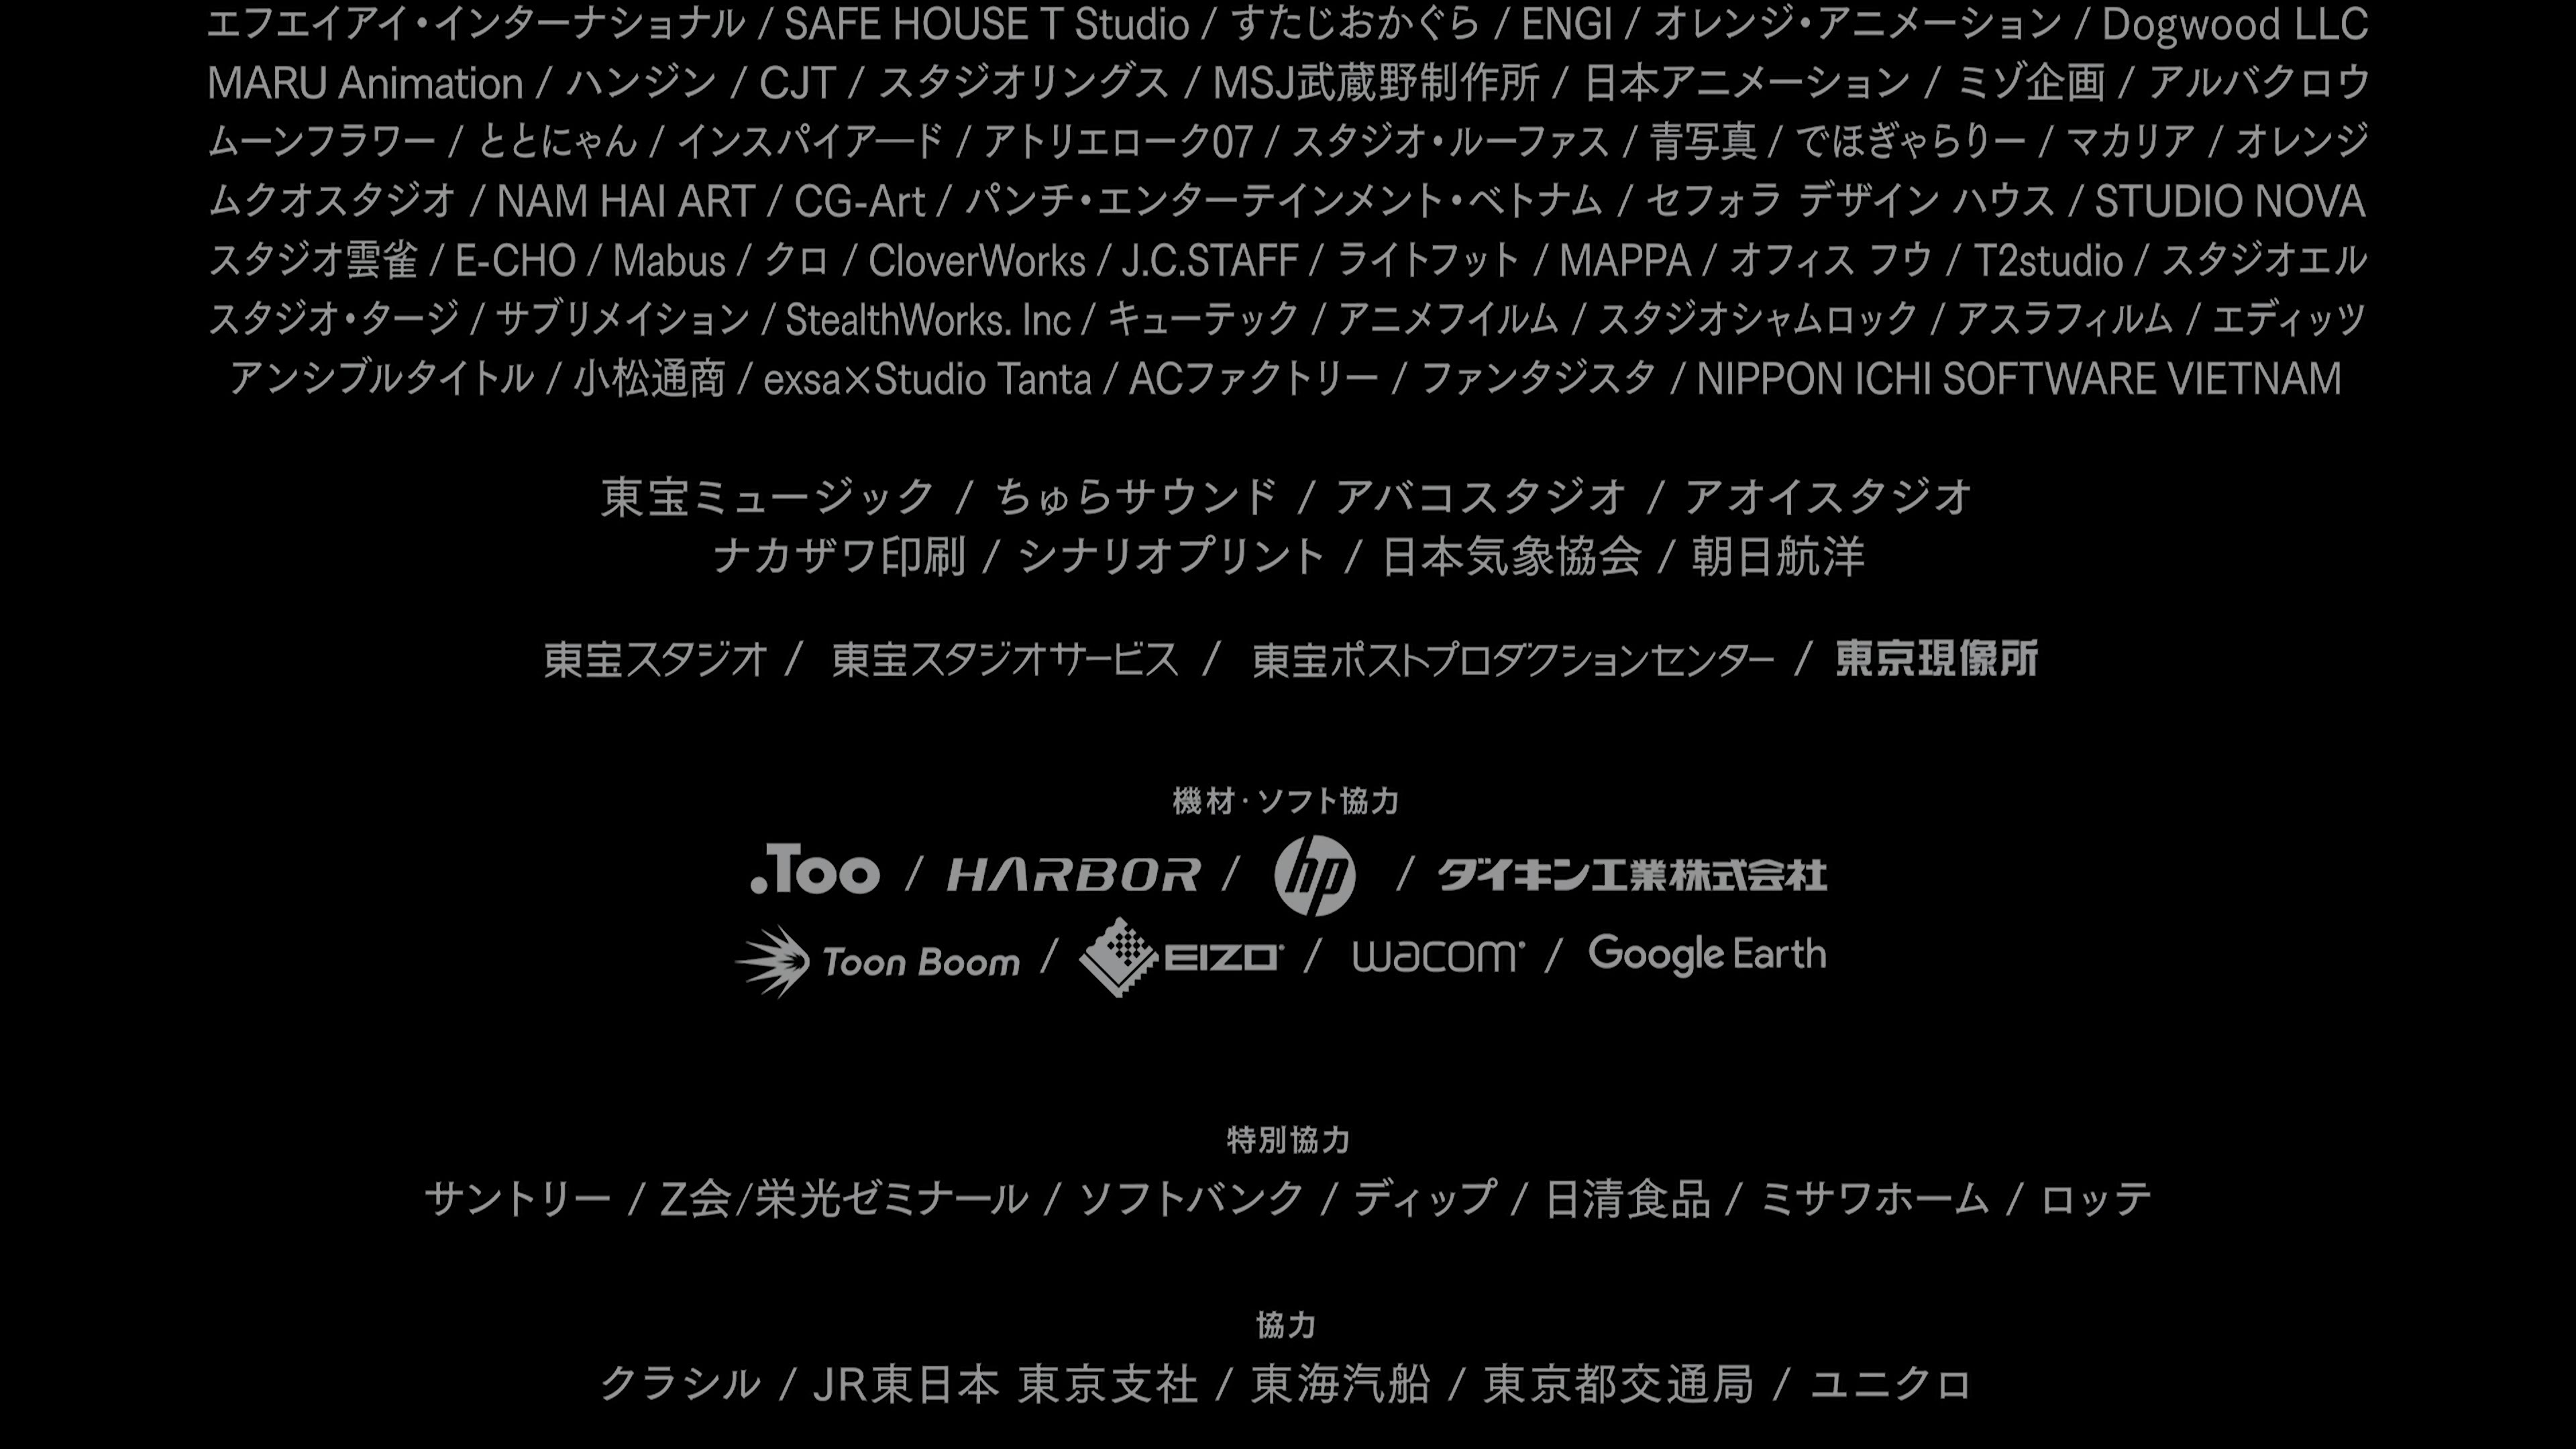 エフエイアイ・インターナショナル / SAFE HOUSE T Studio / すたじおかぐら / ENGI / オレンジ・アニメーション / Dogwood LLC
MARU Animation / ハンジン / CJT / スタジオリングス / MSJ武蔵野制作所 / 日本アニメーション / ミゾ企画 / アルバクロウ
ムーンフラワー / ととにゃん / インスパイア―ド / アトリエローク07 / スタジオ・ルーファス / 青写真 / でほぎゃらりー / マカリア / オレンジ
ムクオスタジオ / NAM HAI ART / CG-Art / パンチ・エンターテインメント・ベトナム / セフォラ デザイン ハウス / STUDIO NOVA
スタジオ雲雀 / E-CHO / Mabus / クロ / CloverWorks / J.C.STAFF / ライトフット / MAPPA / オフィス フウ / T2studio / スタジオエル
スタジオ・タージ / サブリメイション / StealthWorks. Inc / キューテック / アニメフイルム / スタジオシャムロック / アスラフィルム / エディッツ
アンシブルタイトル / 小松通商 / exsa×Studio Tanta / ACファクトリー / ファンタジスタ / NIPPON ICHI SOFTWARE VIETNAM
東宝ミュージック / ちゅらサウンド / アバコスタジオ / アオイスタジオ
ナカザワ印刷 / シナリオプリント / 日本気象協会 / 朝日航洋
東宝スタジオ / 東宝スタジオサービス / 東宝ポストプロダクションセンター / 東京現像所
機材・ソフト協力
.Too / HARBOR / hp / ダイキン工業株式会社
Toon Boom / EIZO / wacom / Google Earth
特別協力
サントリー / Z会/栄光ゼミナール / ソフトバンク / ディップ / 日清食品 / ミサワホーム / ロッテ
協力
クラシル / JR東日本 東京支社 / 東海汽船 / 東京都交通局 / ユニクロ